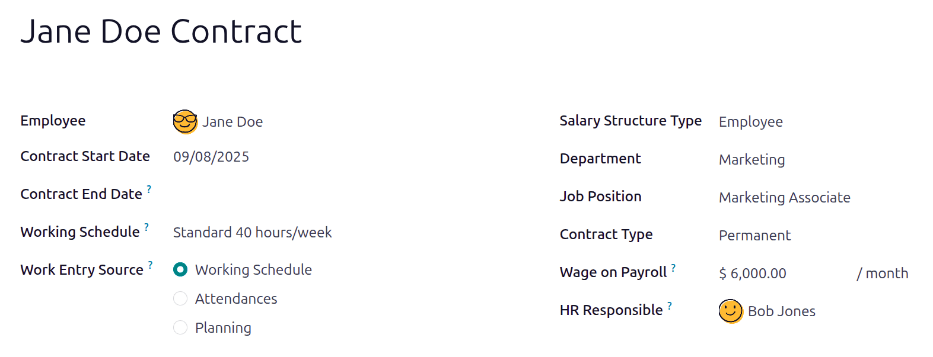 Jane Doe Contract
Employee Jane Doe
Contract Start Date 09/08/2025
Contract End Date ?
Working Schedule ? Standard 40 hours/week
Work Entry Source ? Working Schedule
Attendances
Planning
Salary Structure Type Employee
Department Marketing
Job Position Marketing Associate
Contract Type Permanent
Wage on Payroll ? $ 6,000.00 / month
HR Responsible ? Bob Jones